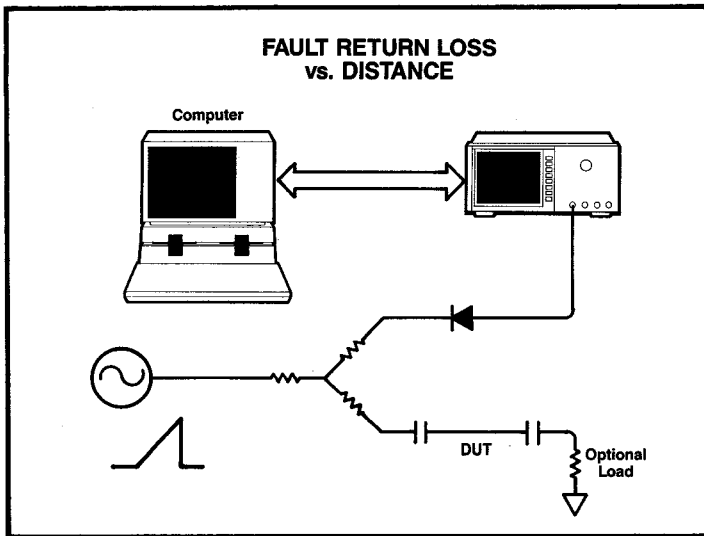 FAULT RETURN LOSS
vs. DISTANCE
Computer
DUT
Optional
Load